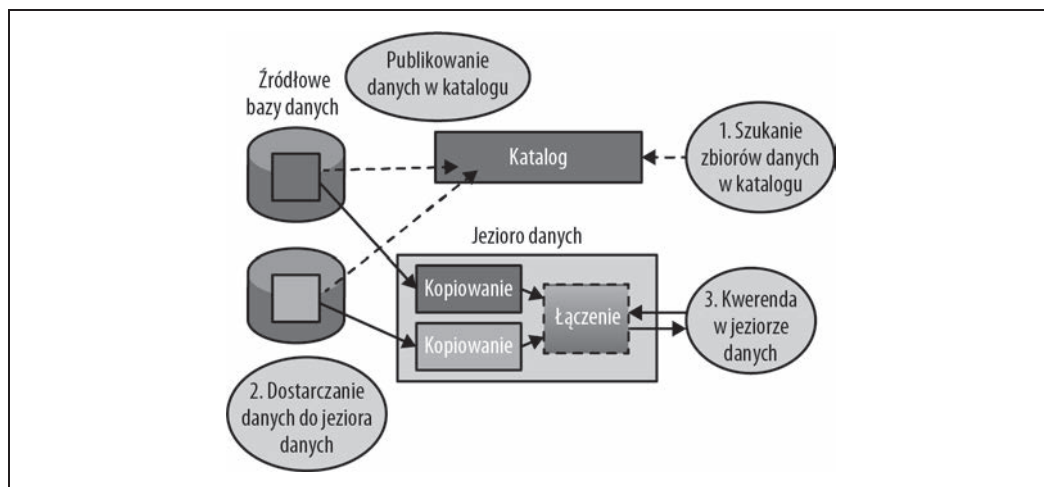 Publikowanie
danych w katalogu
Źródłowe
bazy danych
Katalog
1. Szukanie
zbiorów danych
w katalogu
Jezioro danych
Kopiowanie
Kopiowanie
Łączenie
3. Kwerenda
w jeziorze
danych
2. Dostarczanie
danych do jeziora
danych